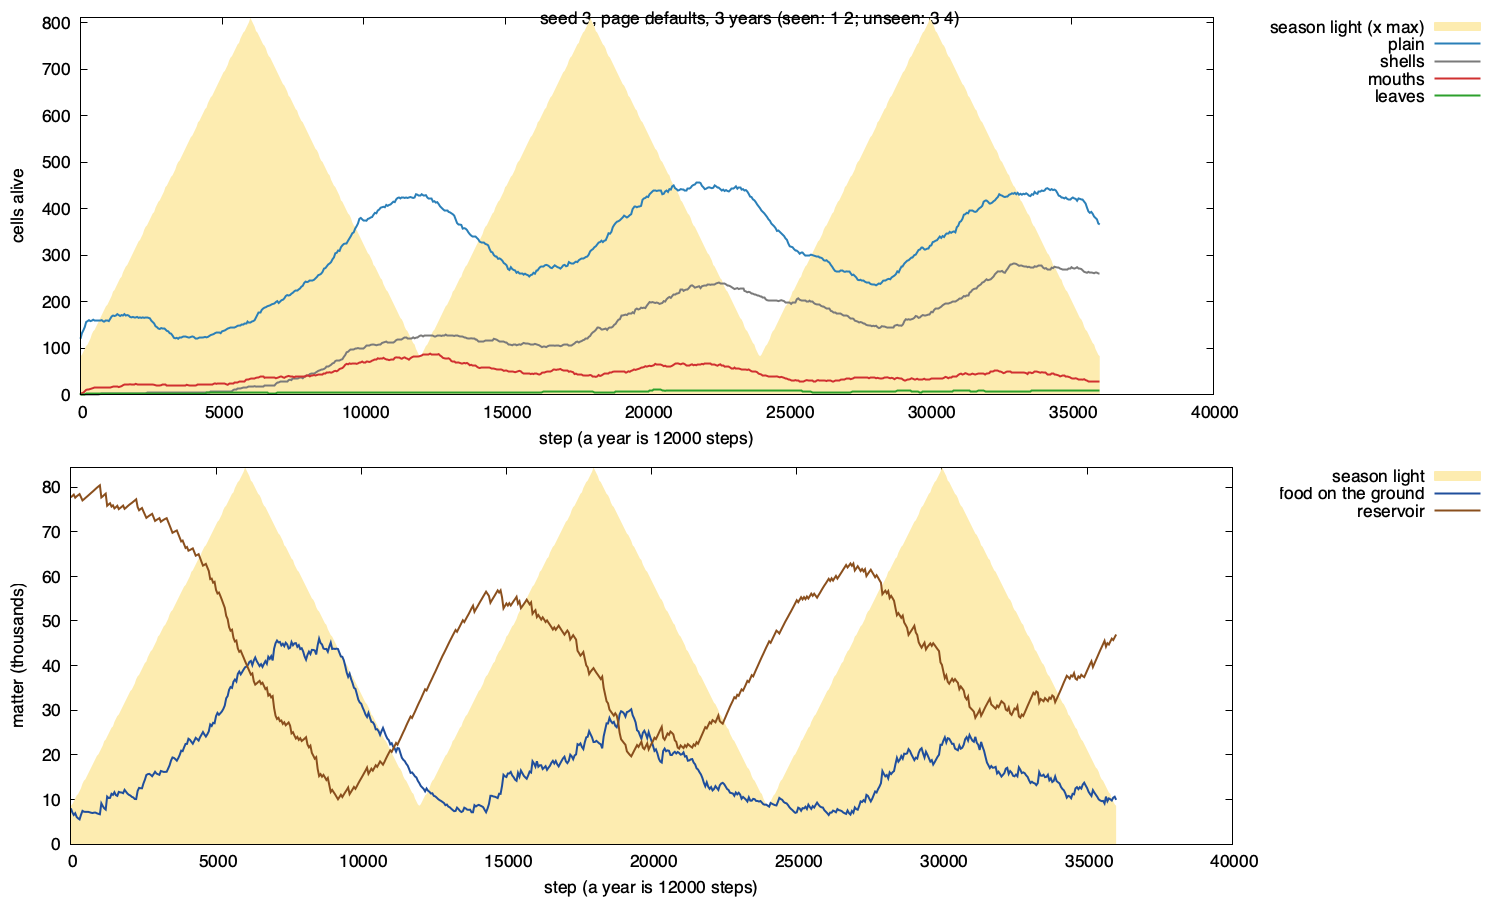 seed 3, page defaults, 3 years (seen: 1 2; unseen: 3 4)
season light (x max)
plain
shells
mouths
leaves
800
700
600
500
400
300
200
100
0
cells alive
0 5000 10000 15000 20000 25000 30000 35000 40000
step (a year is 12000 steps)
season light
food on the ground
reservoir
80
70
60
50
40
30
20
10
0
matter (thousands)
0 5000 10000 15000 20000 25000 30000 35000 40000
step (a year is 12000 steps)